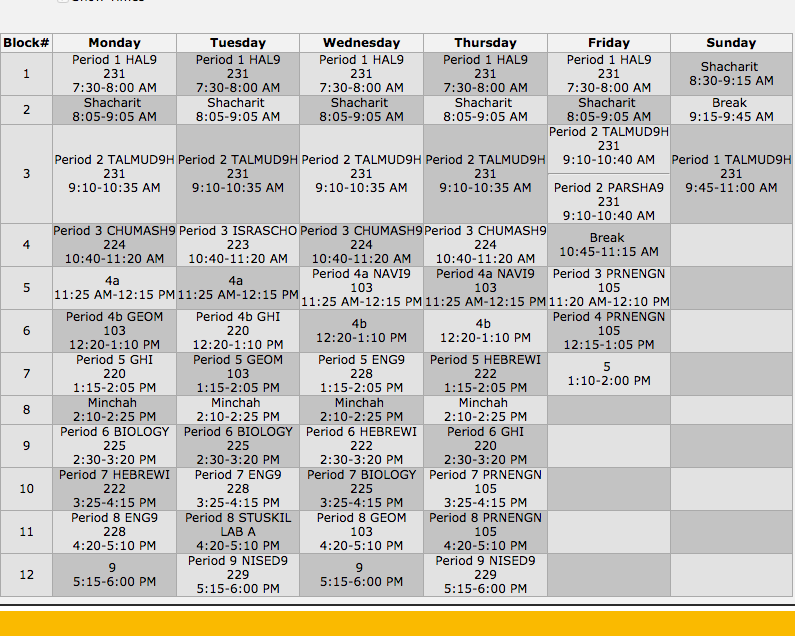 Block# Monday Tuesday Wednesday Thursday Friday Sunday
1
Period 1 HAL9
231
7:30-8:00 AM
Period 1 HAL9
231
7:30-8:00 AM
Period 1 HAL9
231
7:30-8:00 AM
Period 1 HAL9
231
7:30-8:00 AM
Period 1 HAL9
231
7:30-8:00 AM
Shacharit
8:30-9:15 AM
2
Shacharit
8:05-9:05 AM
Shacharit
8:05-9:05 AM
Shacharit
8:05-9:05 AM
Shacharit
8:05-9:05 AM
Shacharit
8:05-9:05 AM
Break
9:15-9:45 AM
3
Period 2 TALMUD9H
231
9:10-10:35 AM
Period 2 TALMUD9H
231
9:10-10:35 AM
Period 2 TALMUD9H
231
9:10-10:35 AM
Period 2 TALMUD9H
231
9:10-10:35 AM
Period 2 TALMUD9H
231
9:10-10:40 AM
Period 2 PARSHA9
231
9:10-10:40 AM
Period 1 TALMUD9H
231
9:45-11:00 AM
4
Period 3 CHUMASH9
224
10:40-11:20 AM
Period 3 ISRASCHO
223
10:40-11:20 AM
Period 3 CHUMASH9
224
10:40-11:20 AM
Period 3 CHUMASH9
224
10:40-11:20 AM
Break
10:45-11:15 AM
5
4a
11:25 AM-12:15 PM
4a
11:25 AM-12:15 PM
Period 4a NAVI9
103
11:25 AM-12:15 PM
Period 4a NAVI9
103
11:25 AM-12:15 PM
Period 3 PRNENGN
105
11:20 AM-12:10 PM
6
Period 4b GEOM
103
12:20-1:10 PM
Period 4b GHI
220
12:20-1:10 PM
4b
12:20-1:10 PM
4b
12:20-1:10 PM
Period 4 PRNENGN
105
12:15-1:05 PM
7
Period 5 GHI
220
1:15-2:05 PM
Period 5 GEOM
103
1:15-2:05 PM
Period 5 ENG9
228
1:15-2:05 PM
Period 5 HEBREWI
222
1:15-2:05 PM
5
1:10-2:00 PM
8
Minchah
2:10-2:25 PM
Minchah
2:10-2:25 PM
Minchah
2:10-2:25 PM
Minchah
2:10-2:25 PM
9
Period 6 BIOLOGY
225
2:30-3:20 PM
Period 6 BIOLOGY
225
2:30-3:20 PM
Period 6 HEBREWI
222
2:30-3:20 PM
Period 6 GHI
220
2:30-3:20 PM
10
Period 7 HEBREWI
222
3:25-4:15 PM
Period 7 ENG9
228
3:25-4:15 PM
Period 7 BIOLOGY
225
3:25-4:15 PM
Period 7 PRNENGN
105
3:25-4:15 PM
11
Period 8 ENG9
228
4:20-5:10 PM
Period 8 STUSKIL
LAB A
4:20-5:10 PM
Period 8 GEOM
103
4:20-5:10 PM
Period 8 PRNENGN
105
4:20-5:10 PM
12
9
5:15-6:00 PM
Period 9 NISED9
229
5:15-6:00 PM
9
5:15-6:00 PM
Period 9 NISED9
229
5:15-6:00 PM